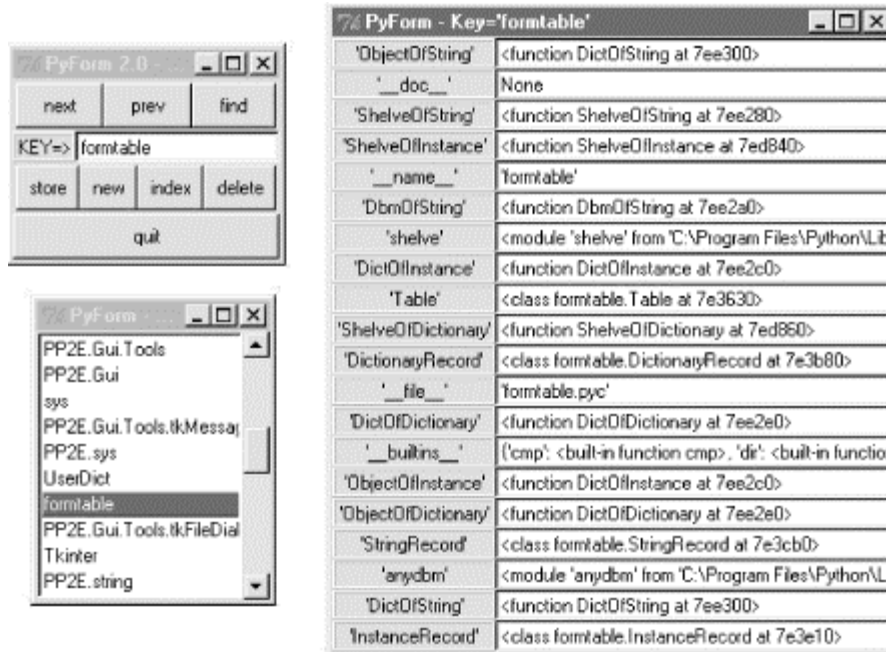 PyForm 2.0 -
next prev find
KEY=> formtable
store new index delete
quit
PyForm -
PP2E.Gui.Tools
PP2E.Gui
sys
PP2E.Gui.Tools.tkMessag
PP2E.sys
UserDict
formtable
PP2E.Gui.Tools.tkFileDial
Tkinter
PP2E.string
PyForm - Key='formtable'
'ObjectOfString' <function DictOfString at 7ee300>
'__doc__' None
'ShelveOfString' <function ShelveOfString at 7ee280>
'ShelveOfInstance' <function ShelveOfInstance at 7ed840>
'__name__' 'formtable'
'DbmOfString' <function DbmOfString at 7ee2a0>
'shelve' <module 'shelve' from 'C:\Program Files\Python\Lib
'DictOfInstance' <function DictOfInstance at 7ee2c0>
'Table' <class formtable.Table at 7e3630>
'ShelveOfDictionary' <function ShelveOfDictionary at 7ed860>
'DictionaryRecord' <class formtable.DictionaryRecord at 7e3b80>
'__file__' 'formtable.pyc'
'DictOfDictionary' <function DictOfDictionary at 7ee2e0>
'__builtins__' {'cmp': <built-in function cmp>, 'dir': <built-in functio
'ObjectOfInstance' <function DictOfInstance at 7ee2c0>
'ObjectOfDictionary' <function DictOfDictionary at 7ee2e0>
'StringRecord' <class formtable.StringRecord at 7e3cb0>
'anydbm' <module 'anydbm' from 'C:\Program Files\Python\L
'DictOfString' <function DictOfString at 7ee300>
'InstanceRecord' <class formtable.InstanceRecord at 7e3e10>